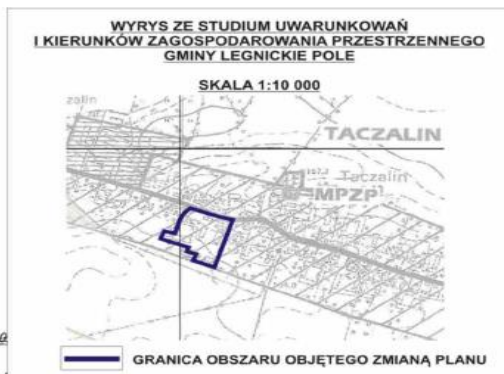 WYRYS ZE STUDIUM UWARUNKOWAŃ
I KIERUNKÓW ZAGOSPODAROWANIA PRZESTRZENNEGO
GMINY LEGNICKIE POLE
SKALA 1:10 000
zalin
TACZALIN
Taczalin
MPZP
GRANICA OBSZARU OBJĘTEGO ZMIANĄ PLANU